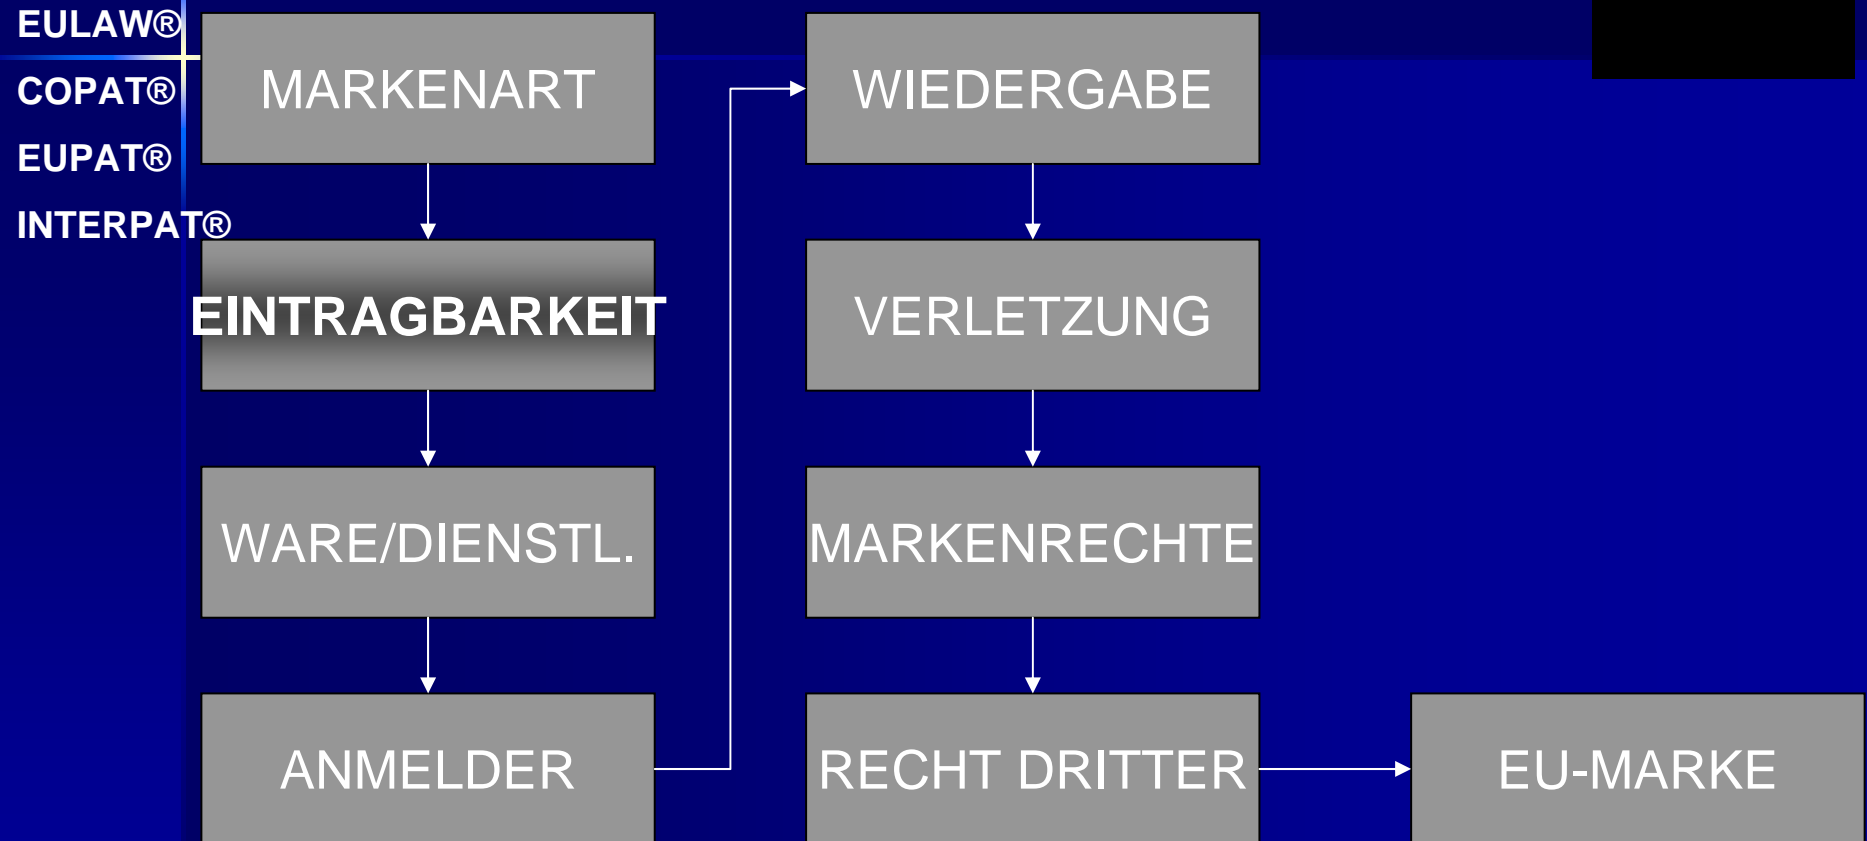 EULAW®
COPAT®
EUPAT®
INTERPAT®
MARKENART
EINTRAGBARKEIT
WARE/DIENSTL.
ANMELDER
WIEDERGABE
VERLETZUNG
MARKENRECHTE
RECHT DRITTER
EU-MARKE